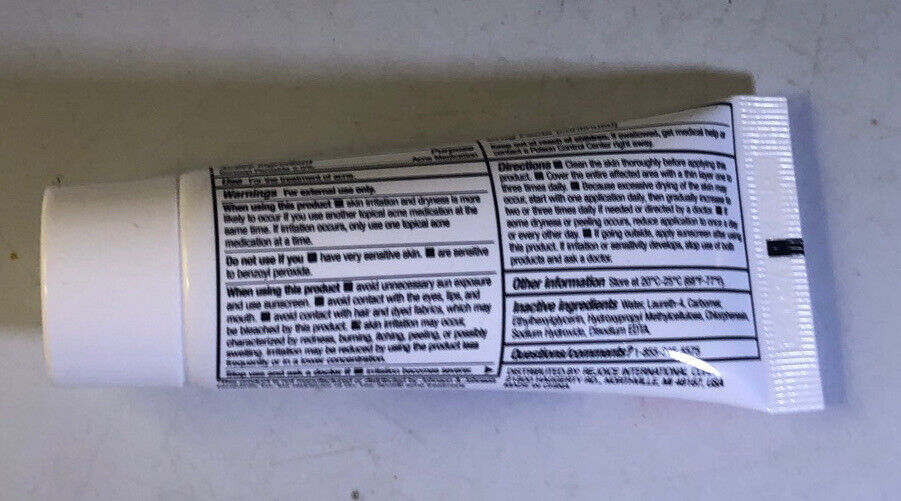 Purpose
Acne Medication
Use For the treatment of acne.
Warnings For external use only.
When using this product ■ skin irritation and dryness is more
likely to occur if you use another topical acne medication at the
same time. If irritation occurs, only use one topical acne
medication at a time.
Do not use if you ■ have very sensitive skin. ■ are sensitive
to benzoyl peroxide.
When using this product ■ avoid unnecessary sun exposure
and use sunscreen. ■ avoid contact with the eyes, lips, and
mouth. ■ avoid contact with hair and dyed fabrics, which may
be bleached by this product. ■ skin irritation may occur,
characterized by redness, burning, itching, peeling, or possibly
swelling. Irritation may be reduced by using the product less
frequently or in a lower concentration.
Stop use and ask a doctor if ■ irritation becomes severe. ▶
Keep out of reach of children. If swallowed, get medical help or
Poison Control Center right away.
Directions ■ Clean the skin thoroughly before applying this
product. ■ Cover the entire affected area with a thin layer one to
three times daily. ■ Because excessive drying of the skin may
occur, start with one application daily, then gradually increase to
two or three times daily if needed or directed by a doctor. ■ If
some dryness or peeling occurs, reduce application to once a day
or every other day. ■ If going outside, apply sunscreen after using
this product. If irritation or sensitivity develops, stop use of both
products and ask a doctor.
Other information Store at 20°C-25°C (68°F-77°F).
Inactive ingredients Water, Laureth-4, Carbomer,
Ethylhexylglycerin, Hydroxypropyl Methylcellulose, Chlorphenesin,
Sodium Hydroxide, Disodium EDTA.
Questions/comments? 1-855-
DISTRIBUTED BY: REJOICE INTERNATIONAL
HAGGERTY RD., NORTHVILLE, MI 48167, USA
MADE IN CHINA